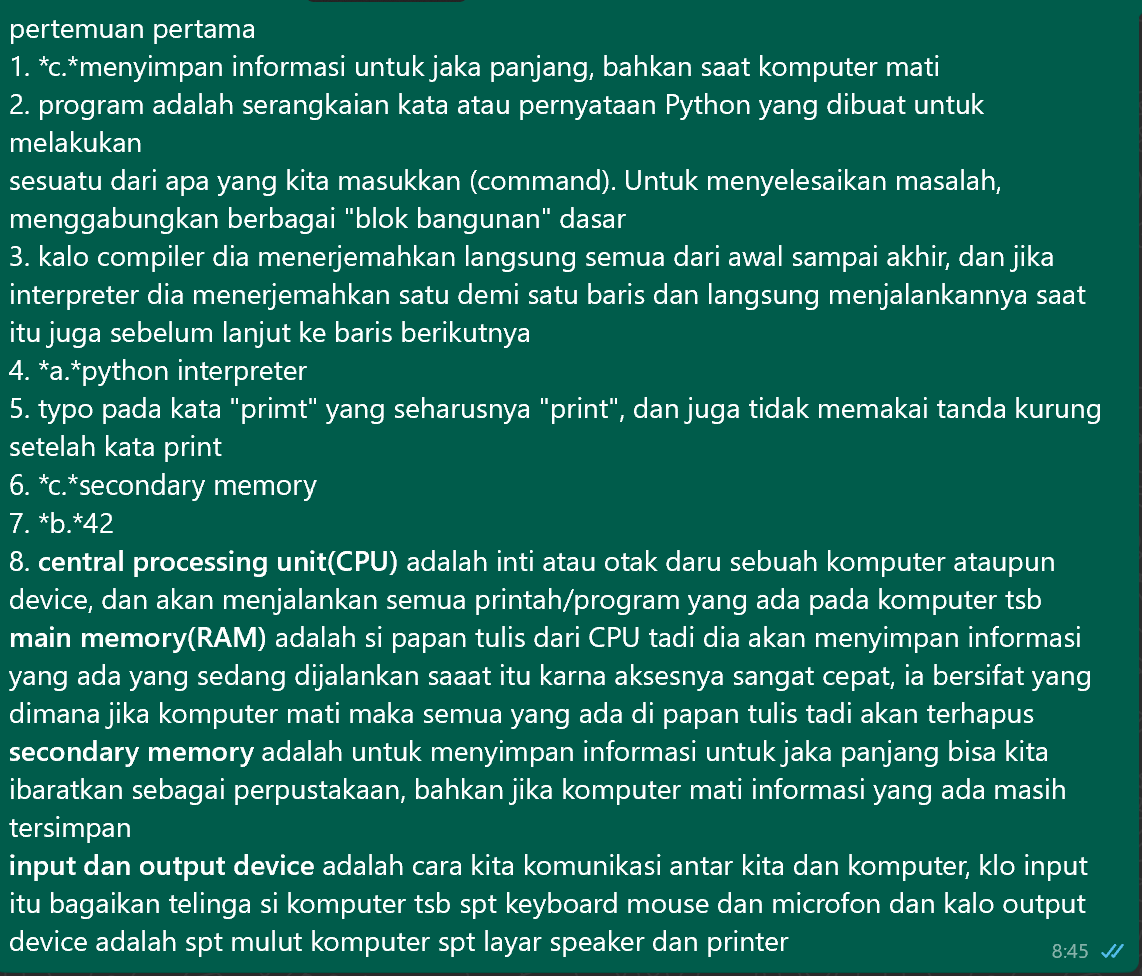 pertemuan pertama
1. *c.*menyimpan informasi untuk jaka panjang, bahkan saat komputer mati
2. program adalah serangkaian kata atau pernyataan Python yang dibuat untuk
melakukan
sesuatu dari apa yang kita masukkan (command). Untuk menyelesaikan masalah,
menggabungkan berbagai "blok bangunan" dasar
3. kalo compiler dia menerjemahkan langsung semua dari awal sampai akhir, dan jika
interpreter dia menerjemahkan satu demi satu baris dan langsung menjalankannya saat
itu juga sebelum lanjut ke baris berikutnya
4. *a.*python interpreter
5. typo pada kata "primt" yang seharusnya "print", dan juga tidak memakai tanda kurung
setelah kata print
6. *c.*secondary memory
7. *b.*42
8. central processing unit(CPU) adalah inti atau otak daru sebuah komputer ataupun
device, dan akan menjalankan semua printah/program yang ada pada komputer tsb
main memory(RAM) adalah si papan tulis dari CPU tadi dia akan menyimpan informasi
yang ada yang sedang dijalankan saaat itu karna aksesnya sangat cepat, ia bersifat yang
dimana jika komputer mati maka semua yang ada di papan tulis tadi akan terhapus
secondary memory adalah untuk menyimpan informasi untuk jaka panjang bisa kita
ibaratkan sebagai perpustakaan, bahkan jika komputer mati informasi yang ada masih
tersimpan
input dan output device adalah cara kita komunikasi antar kita dan komputer, klo input
itu bagaikan telinga si komputer tsb spt keyboard mouse dan microfon dan kalo output
device adalah spt mulut komputer spt layar speaker dan printer
8:45